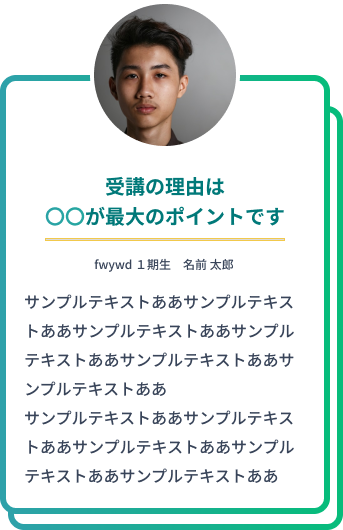 受講の理由は
〇〇が最大のポイントです
fwywd １期生　名前 太郎
サンプルテキストああサンプルテキス
トああサンプルテキストああサンプル
テキストああサンプルテキストああサ
ンプルテキストああ
サンプルテキストああサンプルテキス
トああサンプルテキストああサンプル
テキストああサンプルテキストああ